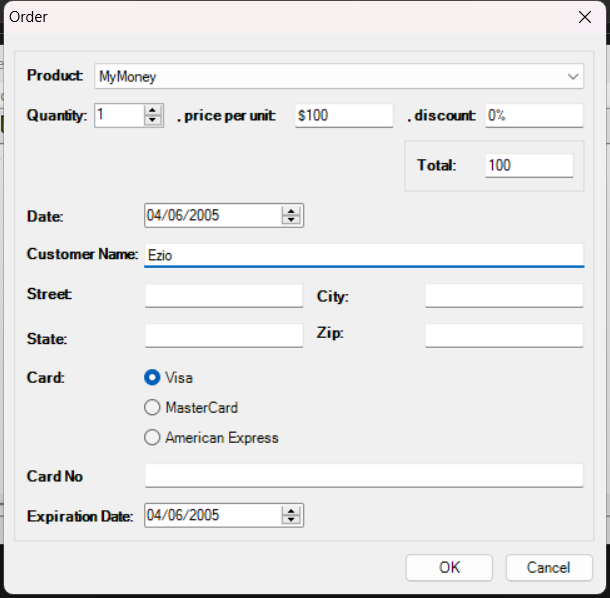 Order
Product: MyMoney
Quantity: 1 . price per unit: $100 . discount: 0%
Total: 100
Date: 04/06/2005
Customer Name: Ezio
Street: City:
State: Zip:
Card: Visa
MasterCard
American Express
Card No
Expiration Date: 04/06/2005
OK Cancel